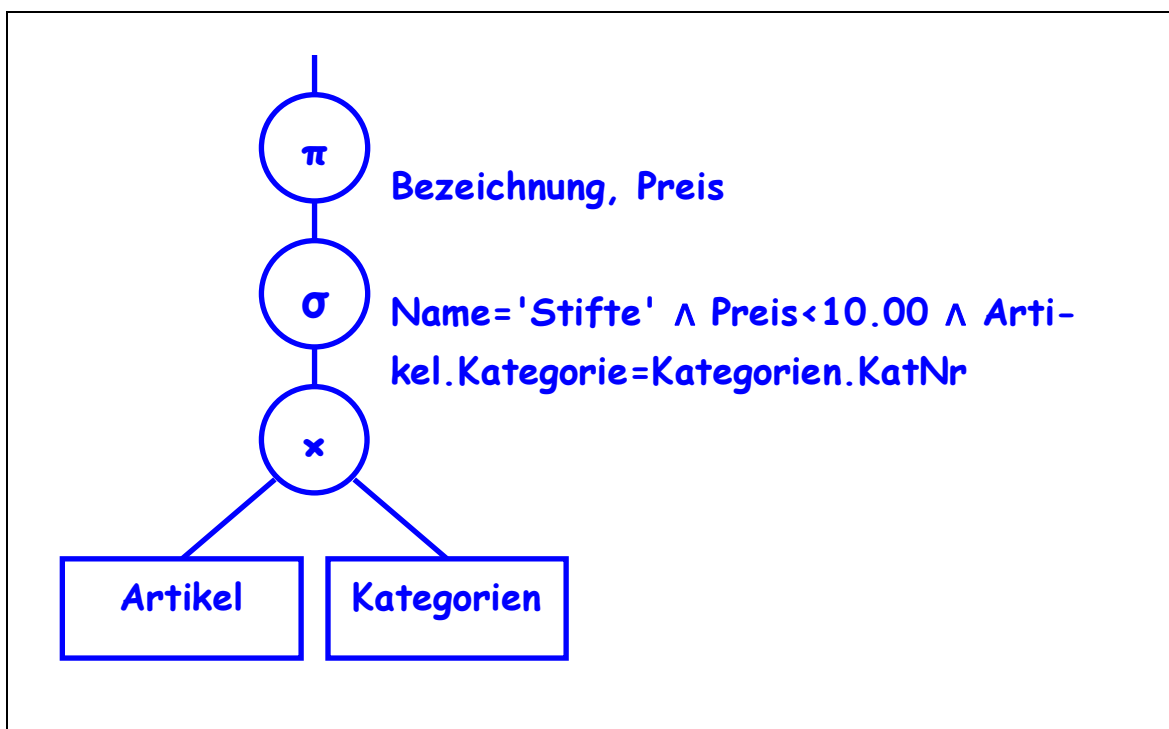 π
Bezeichnung, Preis
σ
Name='Stifte' ∧ Preis<10.00 ∧ Arti-
kel.Kategorie=Kategorien.KatNr
×
Artikel
Kategorien